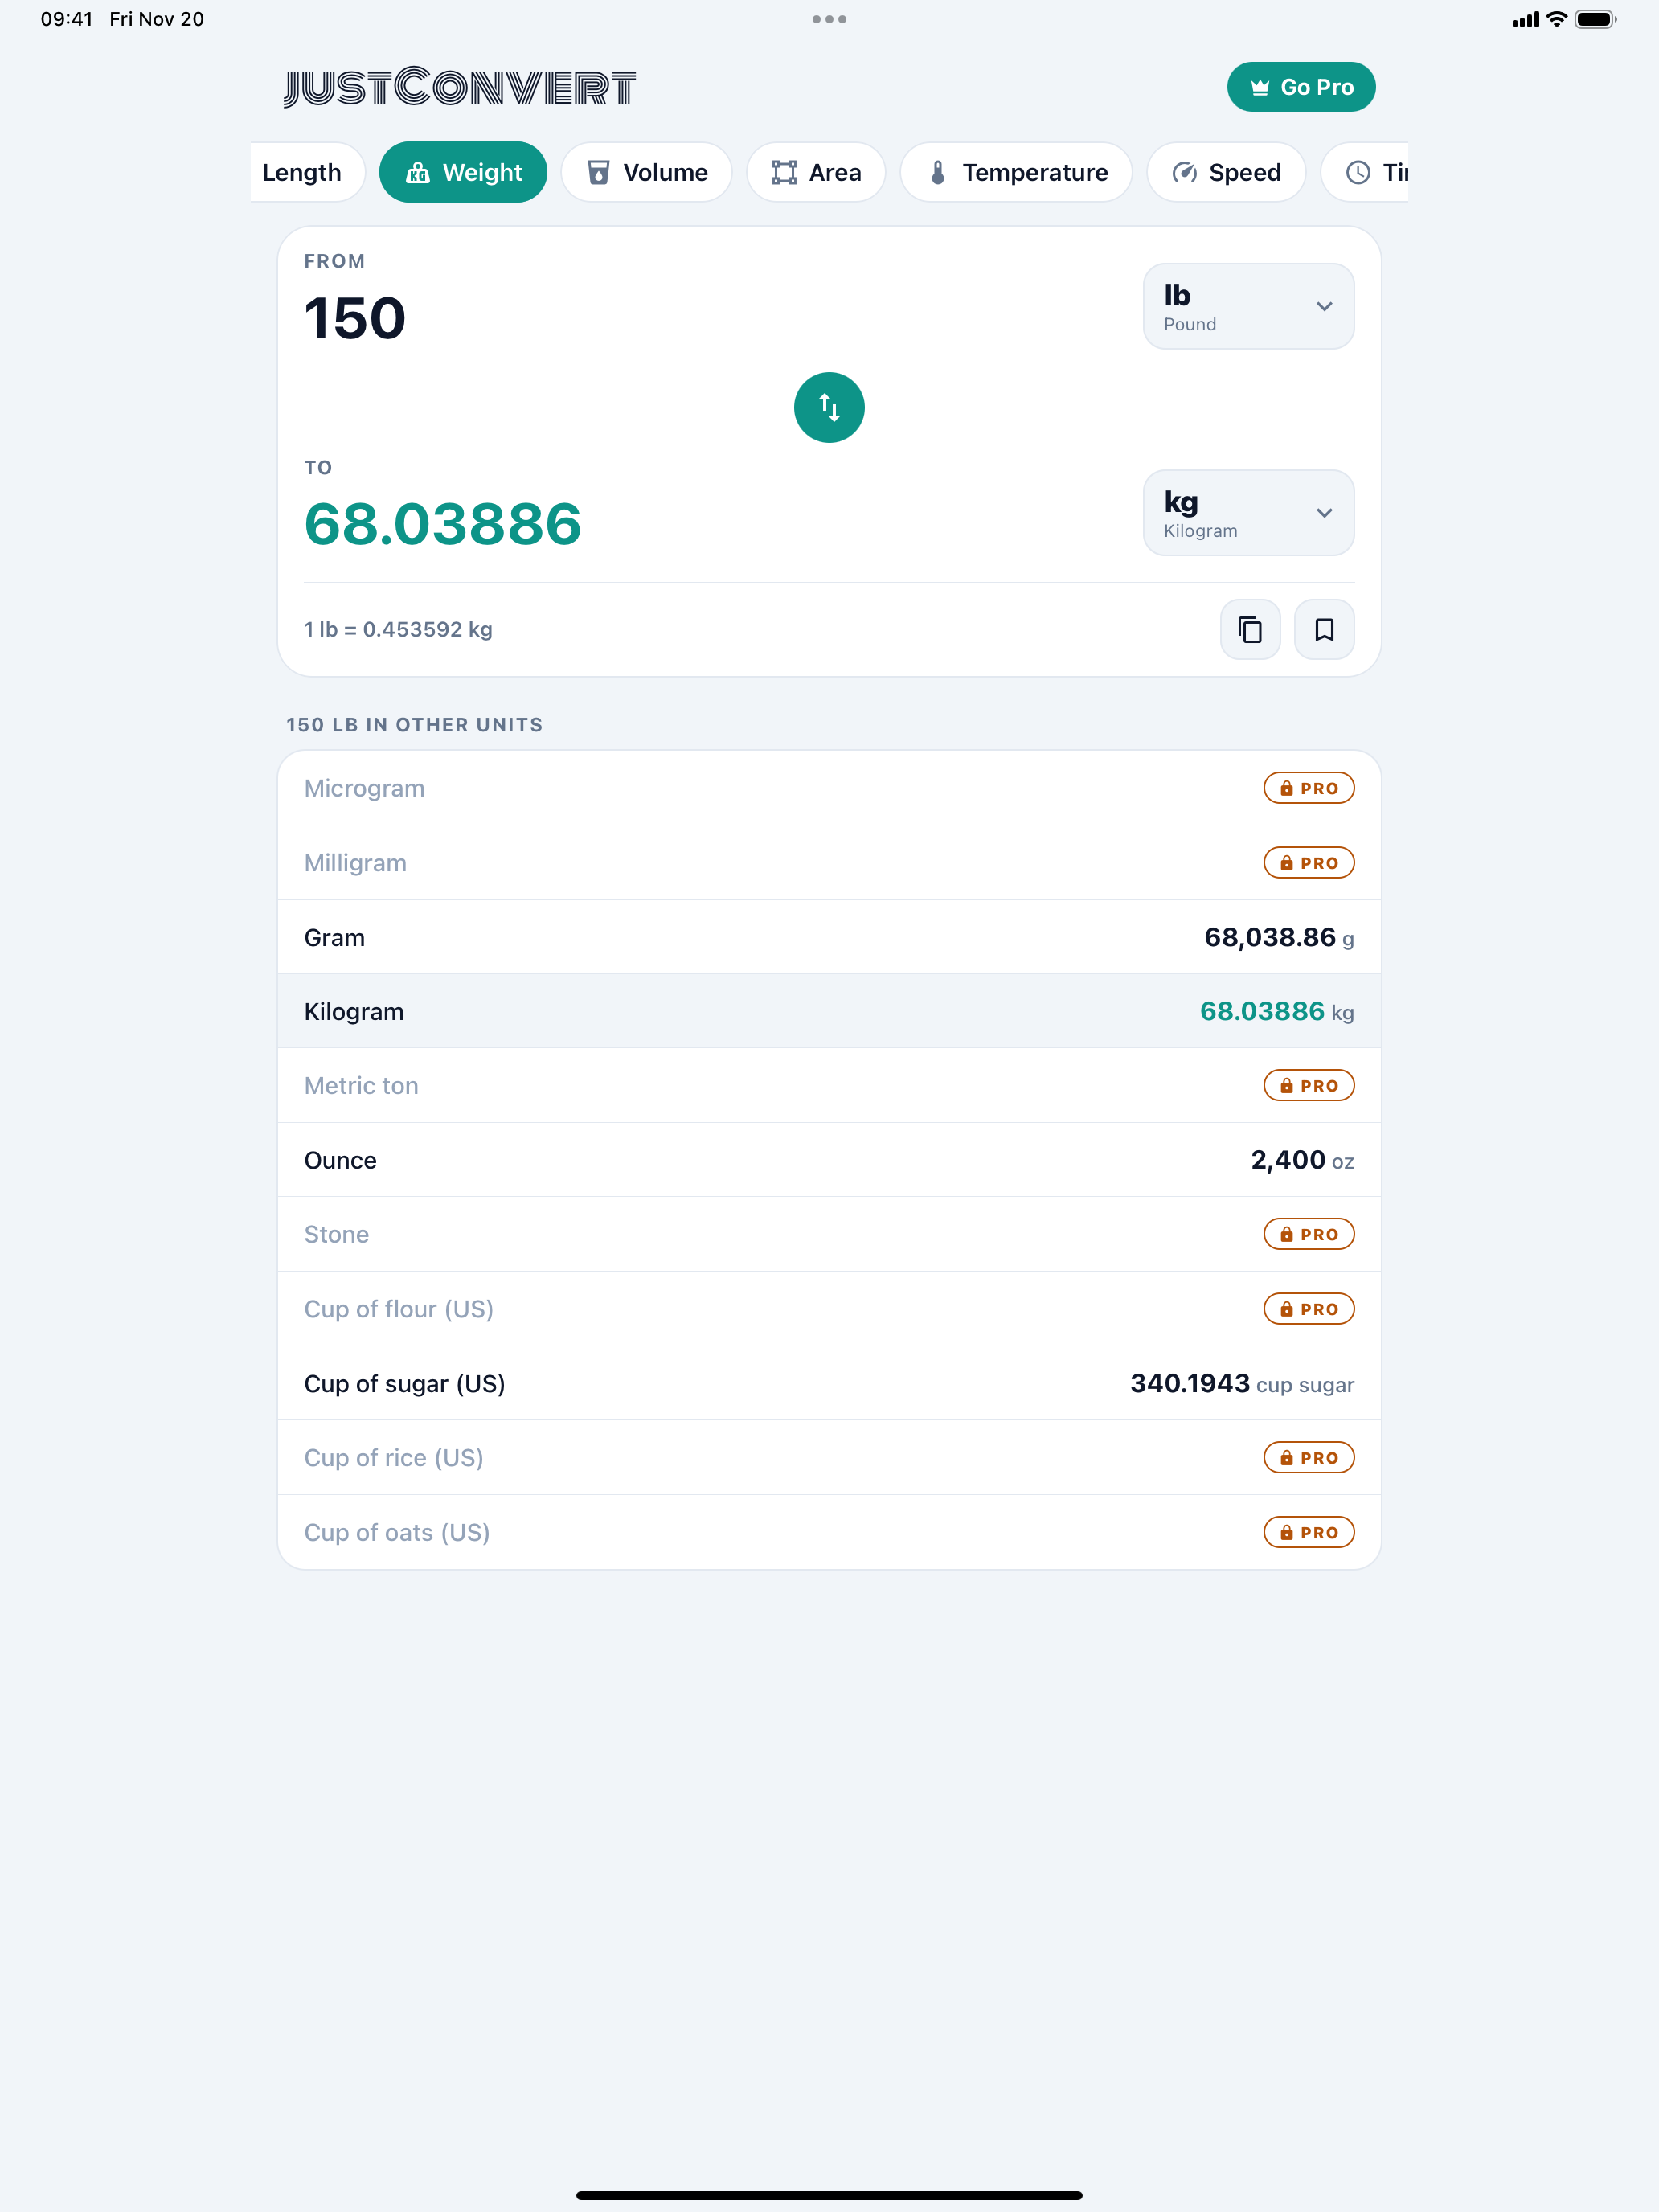 09:41 Fri Nov 20
JUSTCONVERT
Go Pro
Length
Weight
Volume
Area
Temperature
Speed
FROM
150
lb
Pound
TO
68.03886
kg
Kilogram
1 lb = 0.453592 kg
150 LB IN OTHER UNITS
Microgram PRO
Milligram PRO
Gram 68,038.86 g
Kilogram 68.03886 kg
Metric ton PRO
Ounce 2,400 oz
Stone PRO
Cup of flour (US) PRO
Cup of sugar (US) 340.1943 cup sugar
Cup of rice (US) PRO
Cup of oats (US) PRO